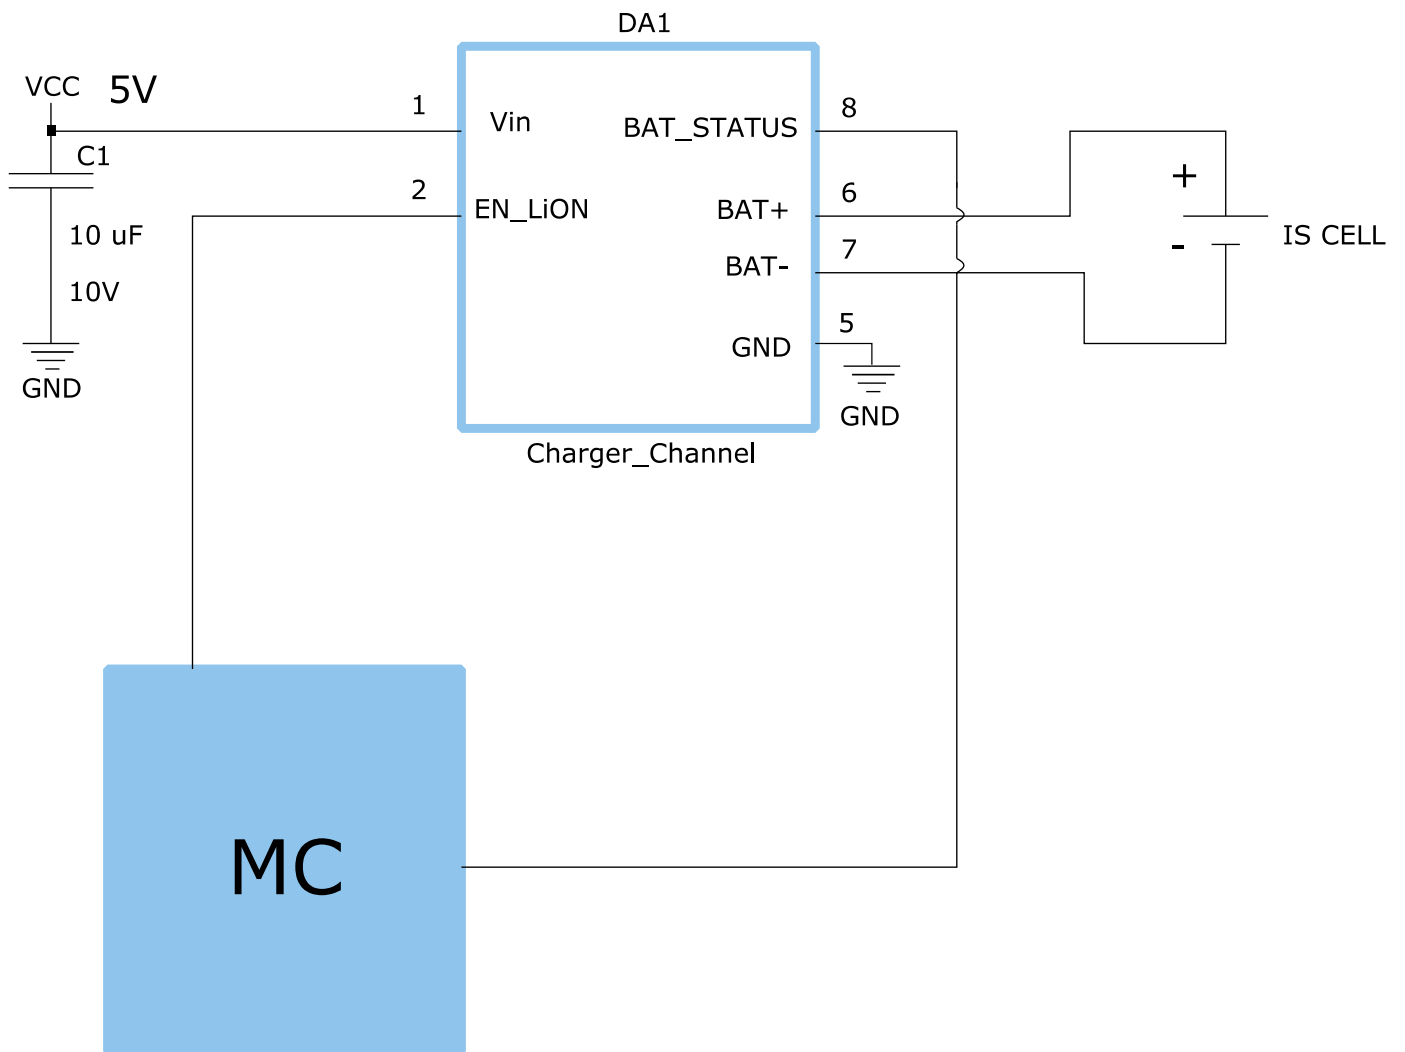 DA1
VCC 5V
1
Vin
BAT_STATUS
8
C1
2
EN_LiON
BAT+
6
+
10 uF
BAT-
7
-
IS CELL
10V
GND
GND
5
GND
Charger_Channel
MC